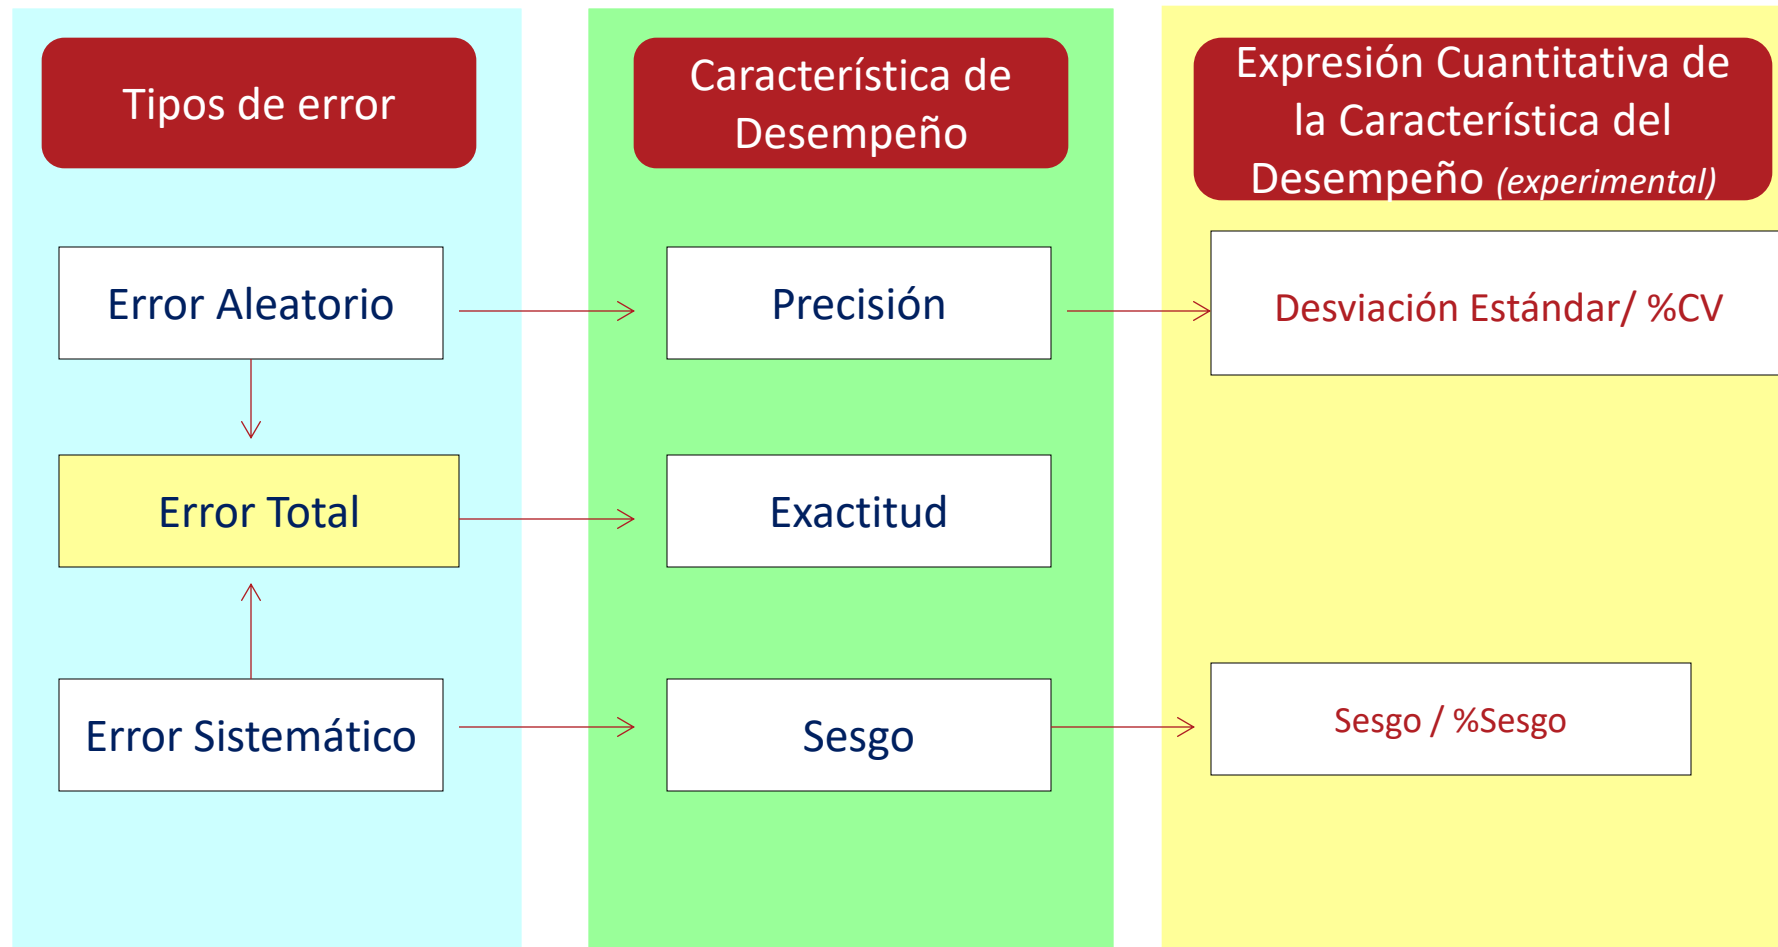 Tipos de error
Característica de
Desempeño
Expresión Cuantitativa de
la Característica del
Desempeño (experimental)
Error Aleatorio
Precisión
Desviación Estándar/ %CV
Error Total
Exactitud
Error Sistemático
Sesgo
Sesgo / %Sesgo